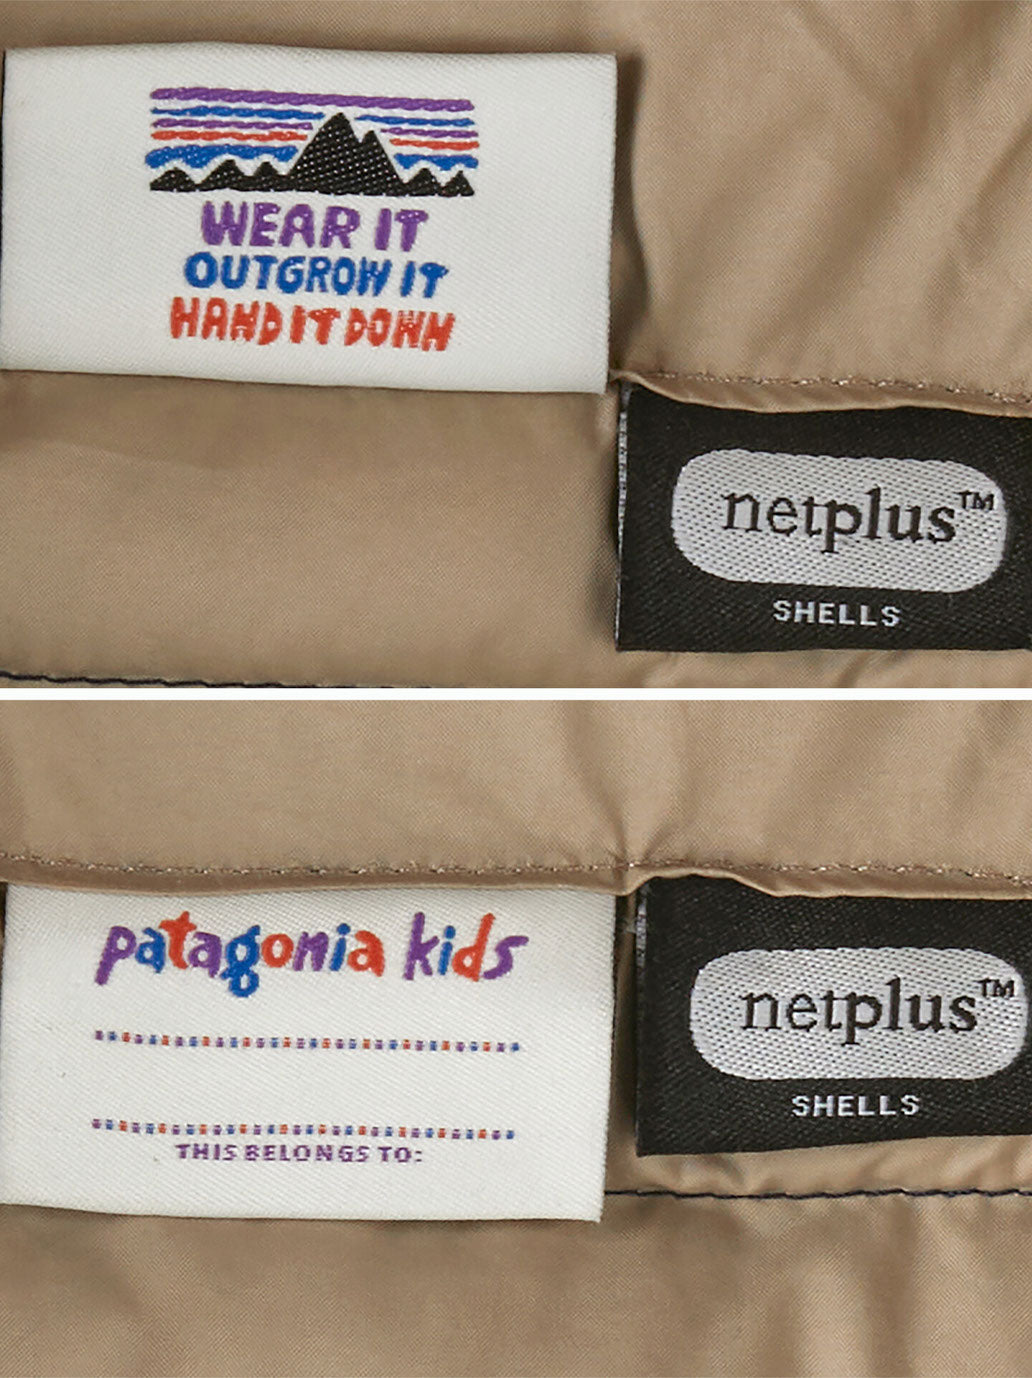 WEAR IT
OUTGROW IT
HAND IT DOWN
netplus™
SHELLS
patagonia kids
THIS BELONGS TO:
netplus™
SHELLS